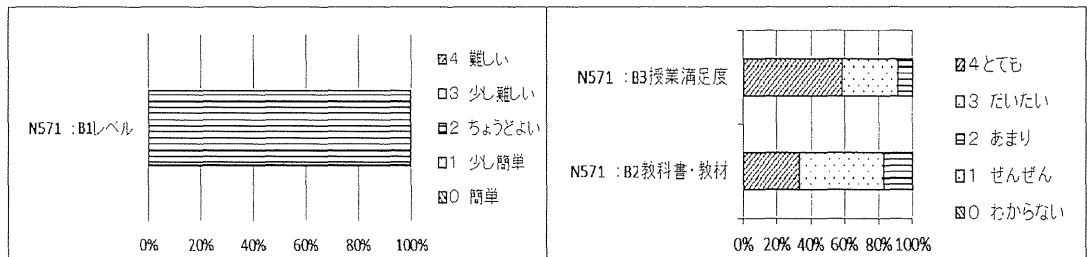 N571：B1レベル
4 難しい
3 少し難しい
2 ちょうどよい
1 少し簡単
0 簡単
0% 20% 40% 60% 80% 100%
N571：B3授業満足度
N571：B2教科書・教材
4とても
3 だいたい
2 あまり
1 ぜんぜん
0 わからない
0% 20% 40% 60% 80% 100%